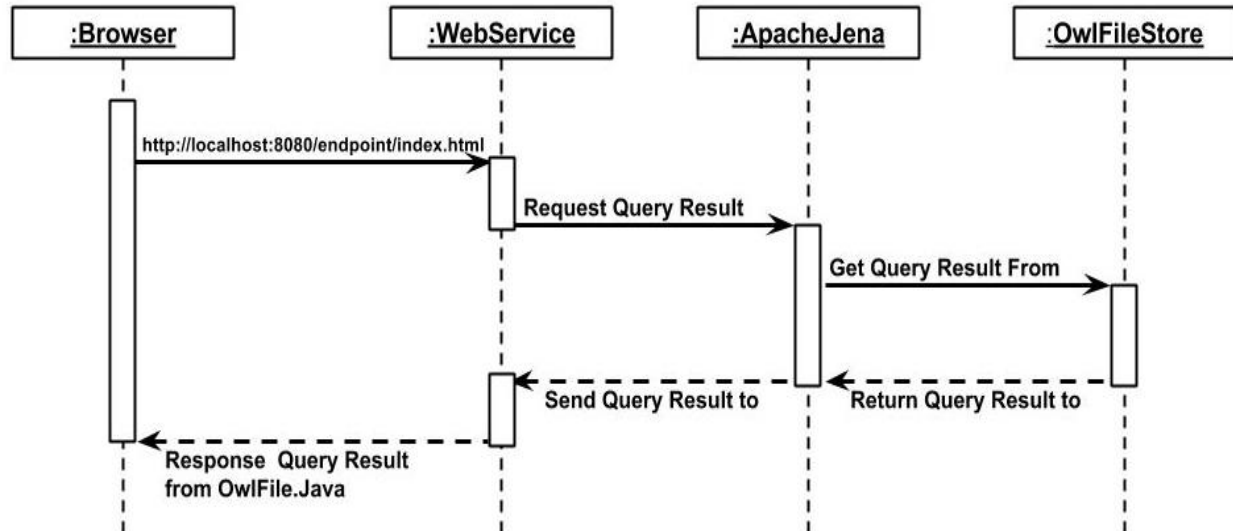 :Browser
:WebService
:ApacheJena
:OwlFileStore
http://localhost:8080/endpoint/index.html
Request Query Result
Get Query Result From
Send Query Result to
Return Query Result to
Response Query Result
from OwlFile.Java